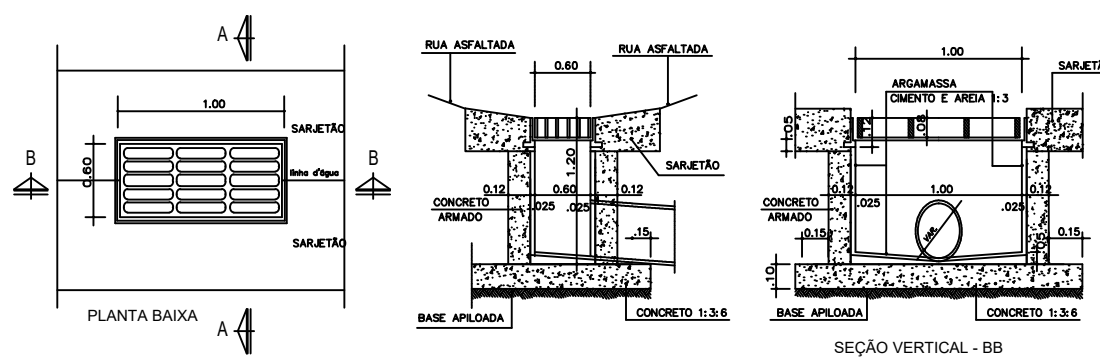 A
B
1.00
0.60
SARJETÃO
linha d'água
SARJETÃO
B
A
PLANTA BAIXA
RUA ASFALTADA
RUA ASFALTADA
0.60
1.20
SARJETÃO
0.12
0.60
0.12
.025
.025
CONCRETO
ARMADO
.15
BASE APILOADA
CONCRETO 1:3:6
1.00
ARGAMASSA
CIMENTO E AREIA 1:3
SARJETÃ
.05
.12
.08
0.12
1.00
0.12
.025
.025
CONCRETO
ARMADO
VAR.
0.15
.05
0.15
.10
BASE APILOADA
CONCRETO 1:3:6
SEÇÃO VERTICAL - BB